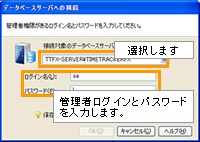 データベースサーバへの接続
管理者権限があるログイン名とパスワードを入力してください。
接続対象のデータベースサーバ
選択します
TTFX-SERVER¥TIMETRACKERFX
ログイン名(L):
sa
パスワード(P):
管理者ログインとパスワード
を入力します。
OK
キャンセル(C)
ヘルプ(H)